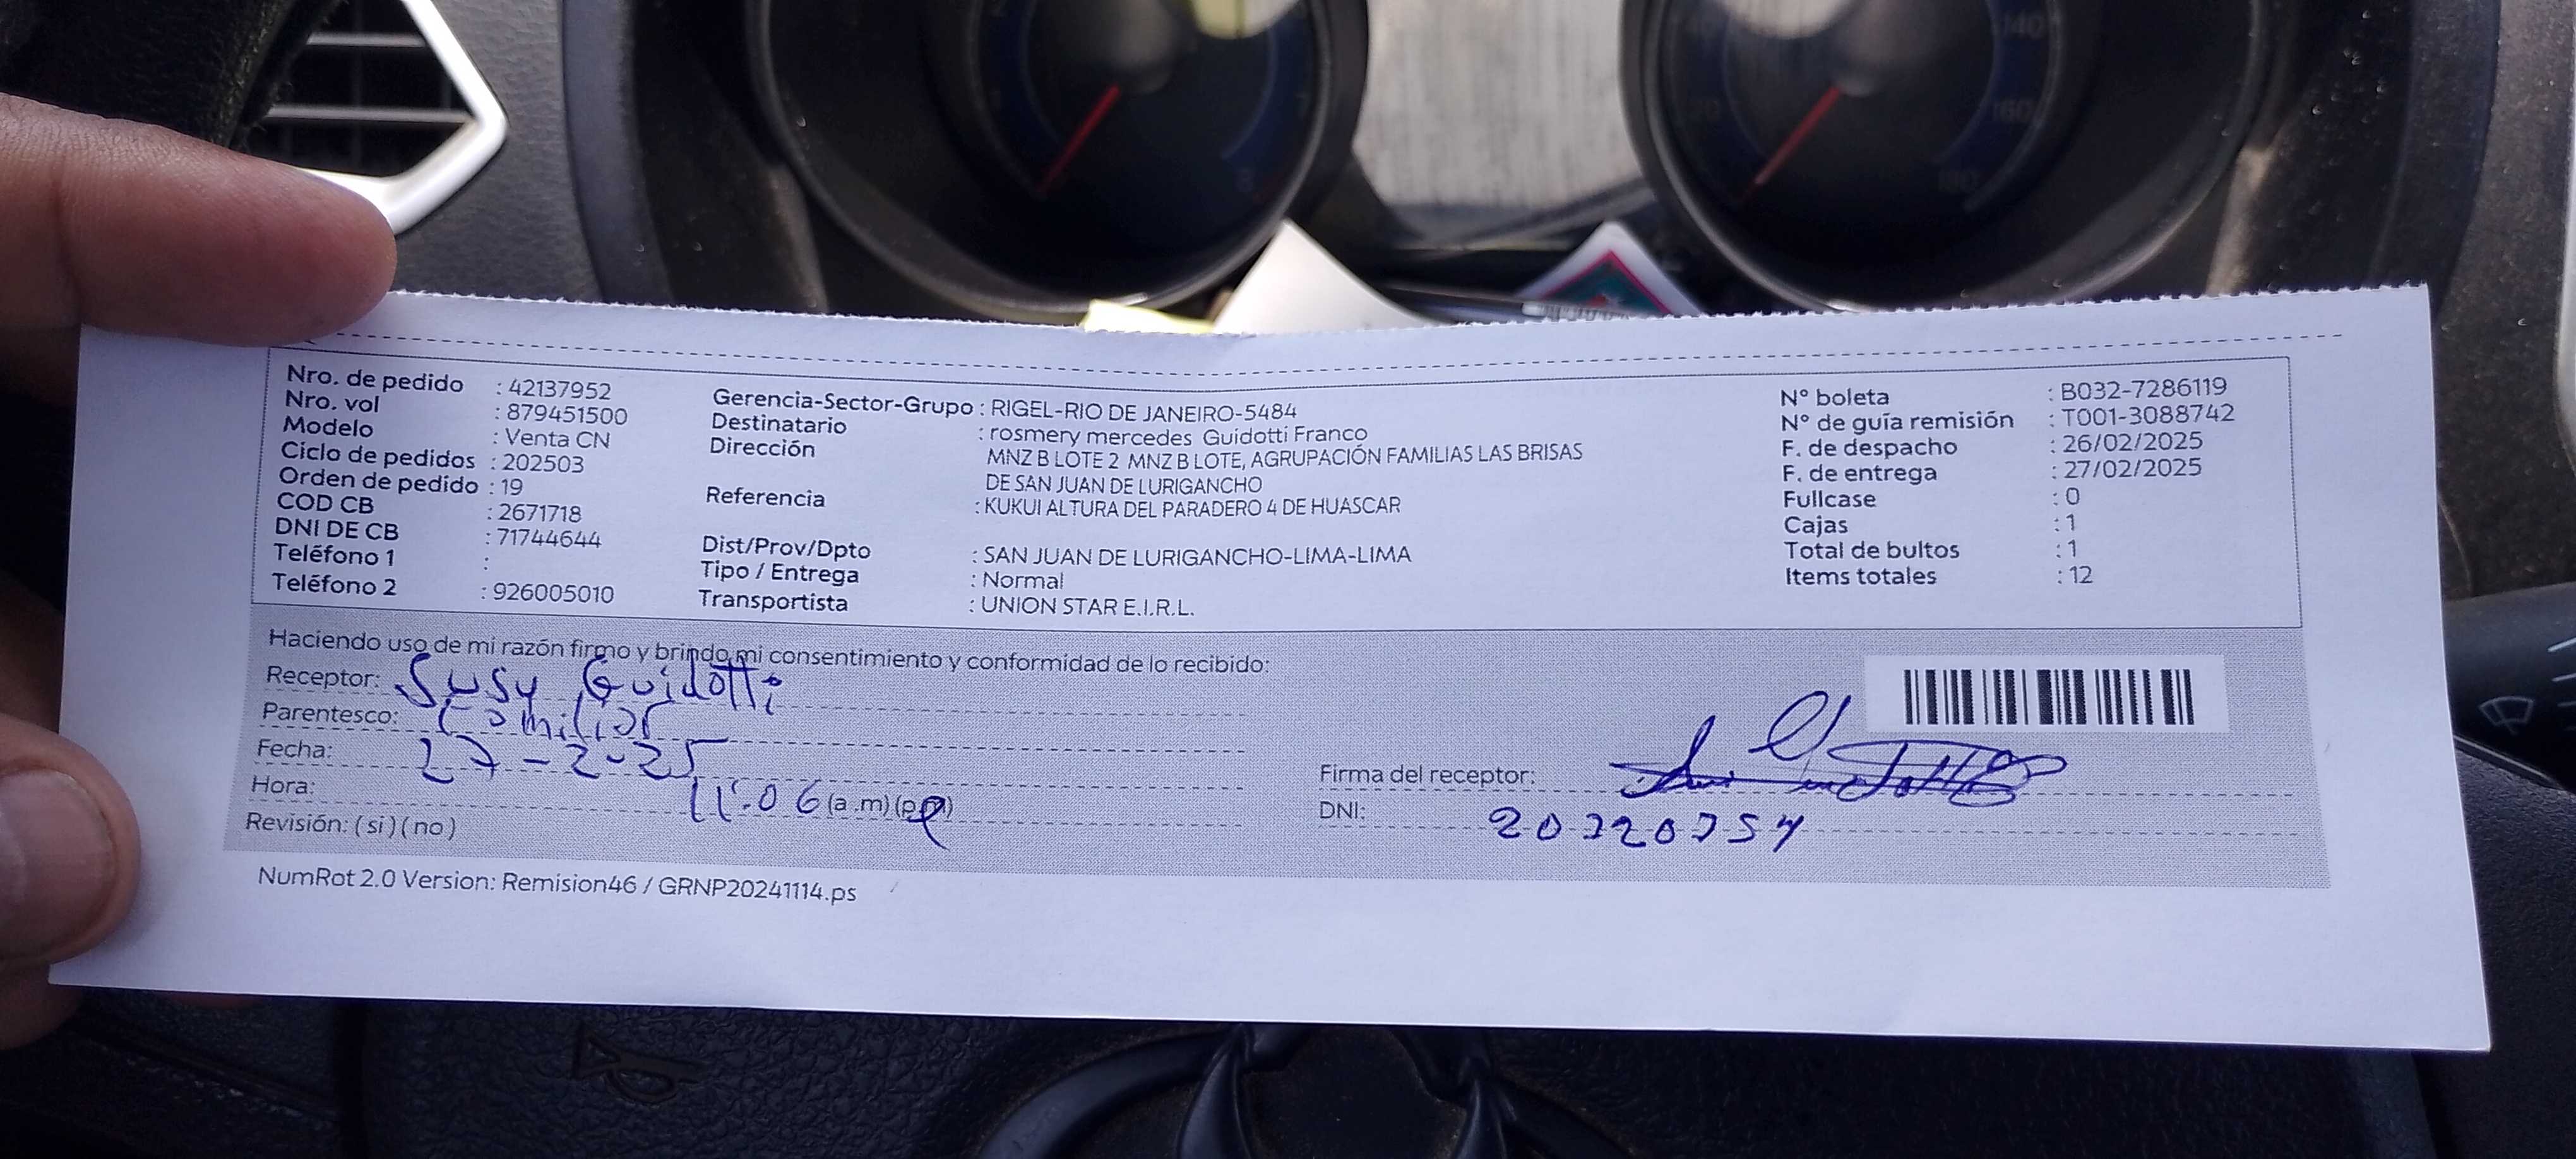 Nro. de pedido : 42137952
Nro. vol : 879451500
Modelo : Venta CN
Ciclo de pedidos : 202503
Orden de pedido : 19
COD CB : 2671718
DNI DE CB : 71744644
Teléfono 1 :
Teléfono 2 : 926005010
Gerencia-Sector-Grupo : RIGEL-RIO DE JANEIRO-5484
Destinatario : rosmery mercedes Guidotti Franco
Dirección MNZ B LOTE 2 MNZ B LOTE, AGRUPACIÓN FAMILIAS LAS BRISAS
DE SAN JUAN DE LURIGANCHO
Referencia : KUKUI ALTURA DEL PARADERO 4 DE HUASCAR
Dist/Prov/Dpto : SAN JUAN DE LURIGANCHO-LIMA-LIMA
Tipo / Entrega : Normal
Transportista : UNION STAR E.I.R.L.
N° boleta : B032-7286119
N° de guía remisión : T001-3088742
F. de despacho : 26/02/2025
F. de entrega : 27/02/2025
Fullcase : 0
Cajas : 1
Total de bultos : 1
Items totales : 12
Haciendo uso de mi razón firmo y brindo mi consentimiento y conformidad de lo recibido:
Receptor: Susy Guidotti
Parentesco: Familiar
Fecha: 27-2-25
Hora: 11:06 (a.m)
Revisión: (si) (no)
Firma del receptor:
DNI:
NumRot 2.0 Version: Remision46 / GRNP20241114.ps
140
160